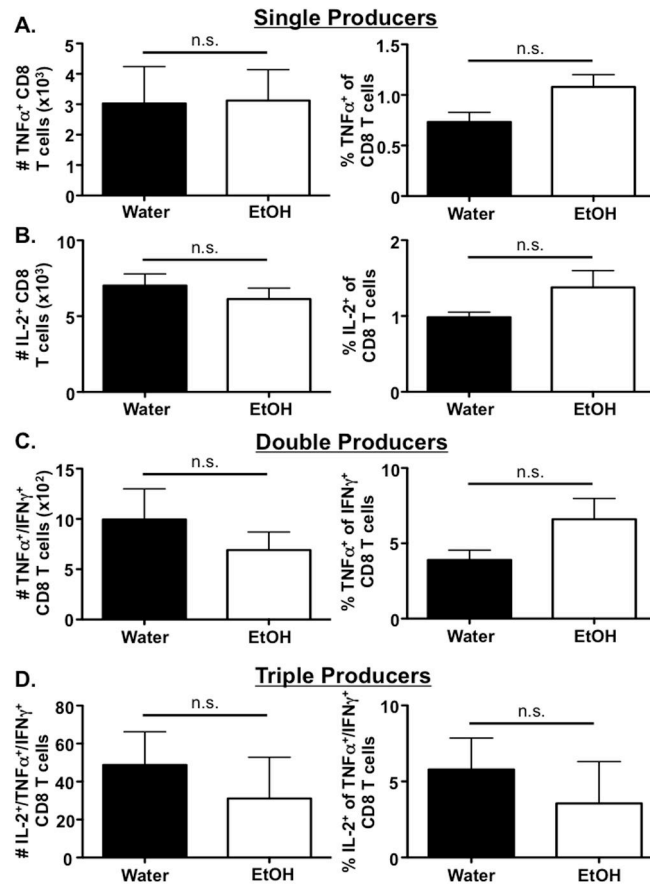 A.
Single Producers
# TNFα⁺ CD8
T cells (x10³)
5
4
3
2
1
0
n.s.
Water
EtOH
% TNFα⁺ of
CD8 T cells
1.5
1.0
0.5
0
n.s.
Water
EtOH
B.
# IL-2⁺ CD8
T cells (x10³)
10
5
0
n.s.
Water
EtOH
% IL-2⁺ of
CD8 T cells
2
1
0
n.s.
Water
EtOH
C.
Double Producers
# TNFα⁺/IFNγ⁺
CD8 T cells (x10²)
15
10
5
0
n.s.
Water
EtOH
% TNFα⁺ of IFNγ⁺
CD8 T cells
10
5
0
n.s.
Water
EtOH
D.
Triple Producers
# IL-2⁺/TNFα⁺/IFNγ⁺
CD8 T cells
80
60
40
20
0
n.s.
Water
EtOH
% IL-2⁺ of TNFα⁺/IFNγ⁺
CD8 T cells
10
5
0
n.s.
Water
EtOH